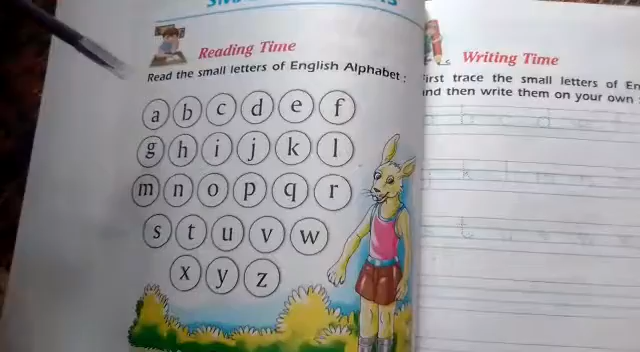 Reading Time
Read the small letters of English Alphabet :
a b c d e f
g h i j k l
m n o p q r
s t u v w
x y z
Writing Time
First trace the small letters of En
and then write them on your own
b c d
k
t